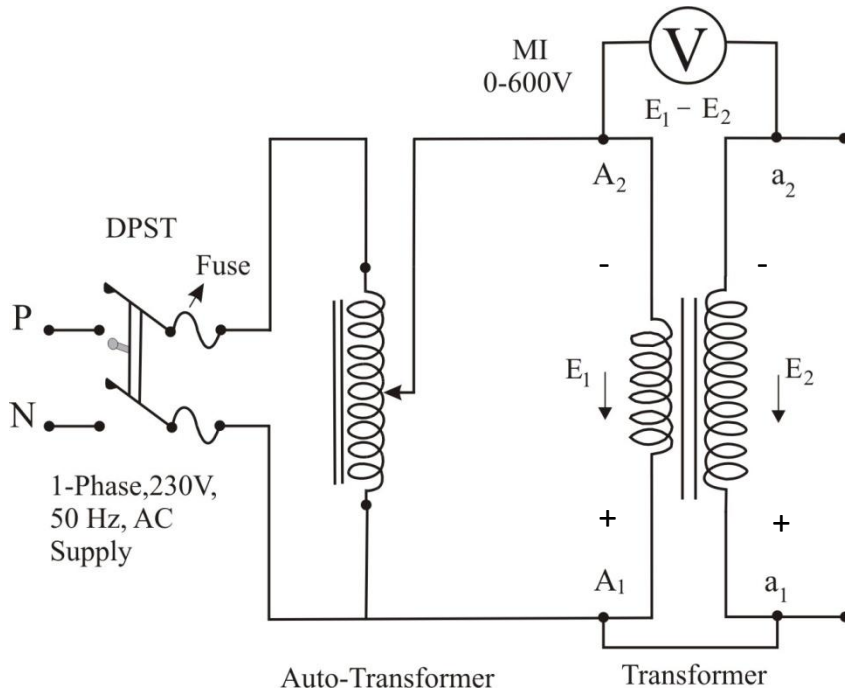 MI
0-600V
V
E₁ – E₂
A₂
a₂
DPST
Fuse
-
-
P
E₁
E₂
N
1-Phase,230V,
50 Hz, AC
Supply
+
+
A₁
a₁
Auto-Transformer
Transformer